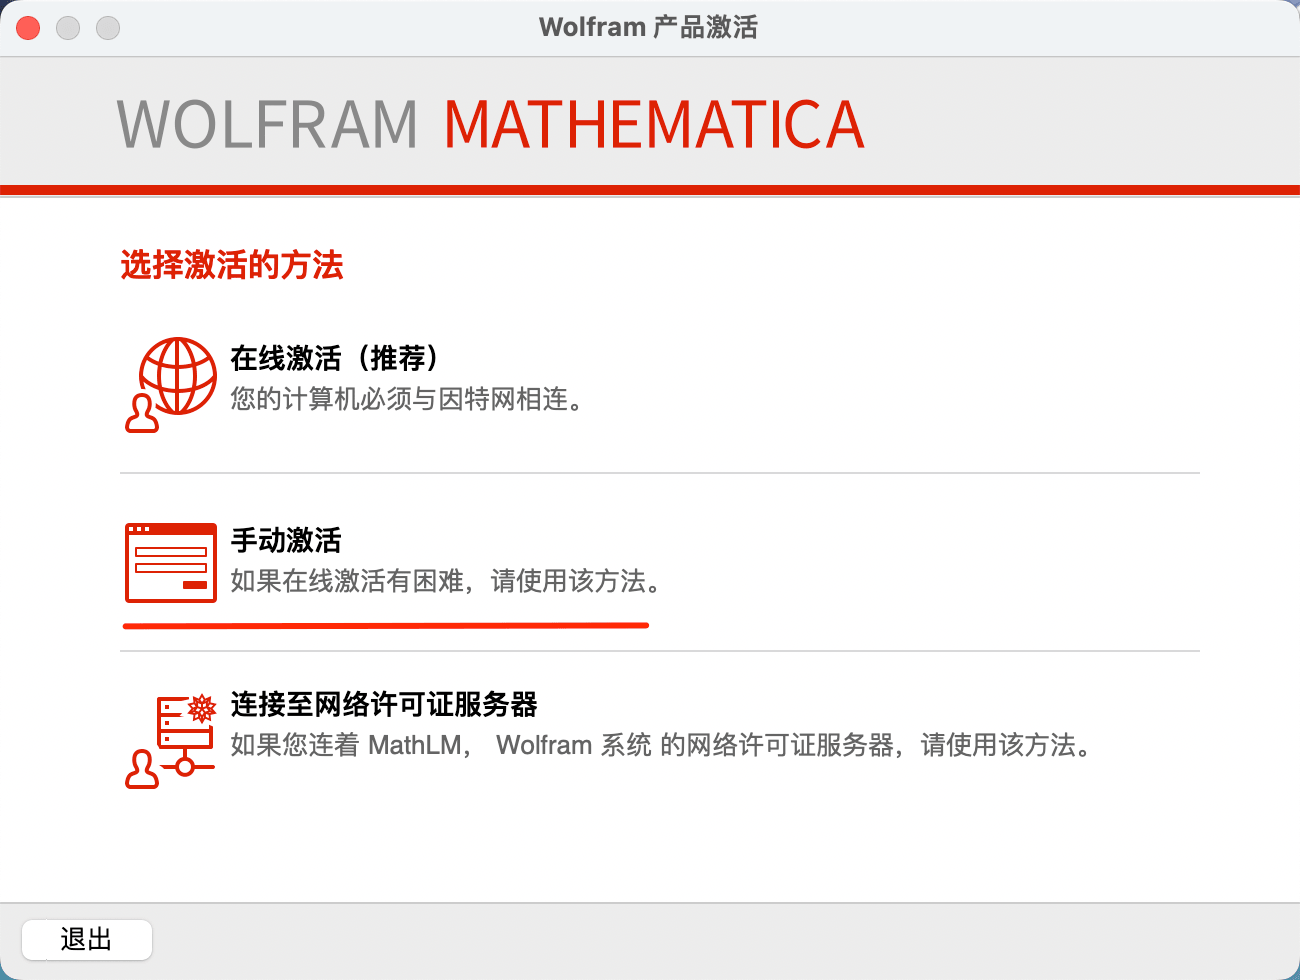 Wolfram 产品激活
WOLFRAM MATHEMATICA
选择激活的方法
在线激活（推荐）
您的计算机必须与因特网相连。
手动激活
如果在线激活有困难，请使用该方法。
连接至网络许可证服务器
如果您连着 MathLM， Wolfram 系统 的网络许可证服务器，请使用该方法。
退出